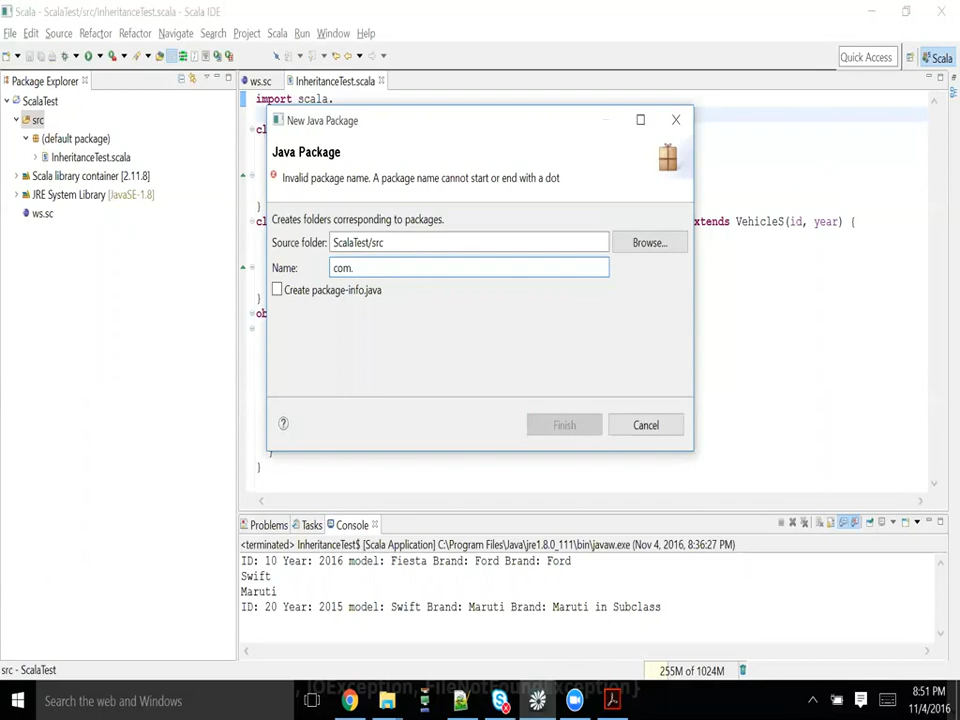 Scala - ScalaTest/src/inheritanceTest.scala - Scala IDE
File Edit Source Refactor Refactor Navigate Search Project Scala Run Window Help
Quick Access
Scala
Package Explorer
ws.sc
InheritanceTest.scala
ScalaTest
src
(default package)
InheritanceTest.scala
Scala library container [2.11.8]
JRE System Library [JavaSE-1.8]
ws.sc
import scala.
cl
}
cl
xtends VehicleS(id, year) {
}
ob
}
}
New Java Package
Java Package
Invalid package name. A package name cannot start or end with a dot
Creates folders corresponding to packages.
Source folder: ScalaTest/src Browse...
Name: com.
Create package-info.java
Finish Cancel
Problems Tasks Console
<terminated> InheritanceTest$ [Scala Application] C:\Program Files\Java\jre1.8.0_111\bin\javaw.exe (Nov 4, 2016, 8:36:27 PM)
ID: 10 Year: 2016 model: Fiesta Brand: Ford Brand: Ford
Swift
Maruti
ID: 20 Year: 2015 model: Swift Brand: Maruti Brand: Maruti in Subclass
src - ScalaTest
255M of 1024M
, IOException, FileNotFoundException}
Search the web and Windows
8:51 PM
11/4/2016